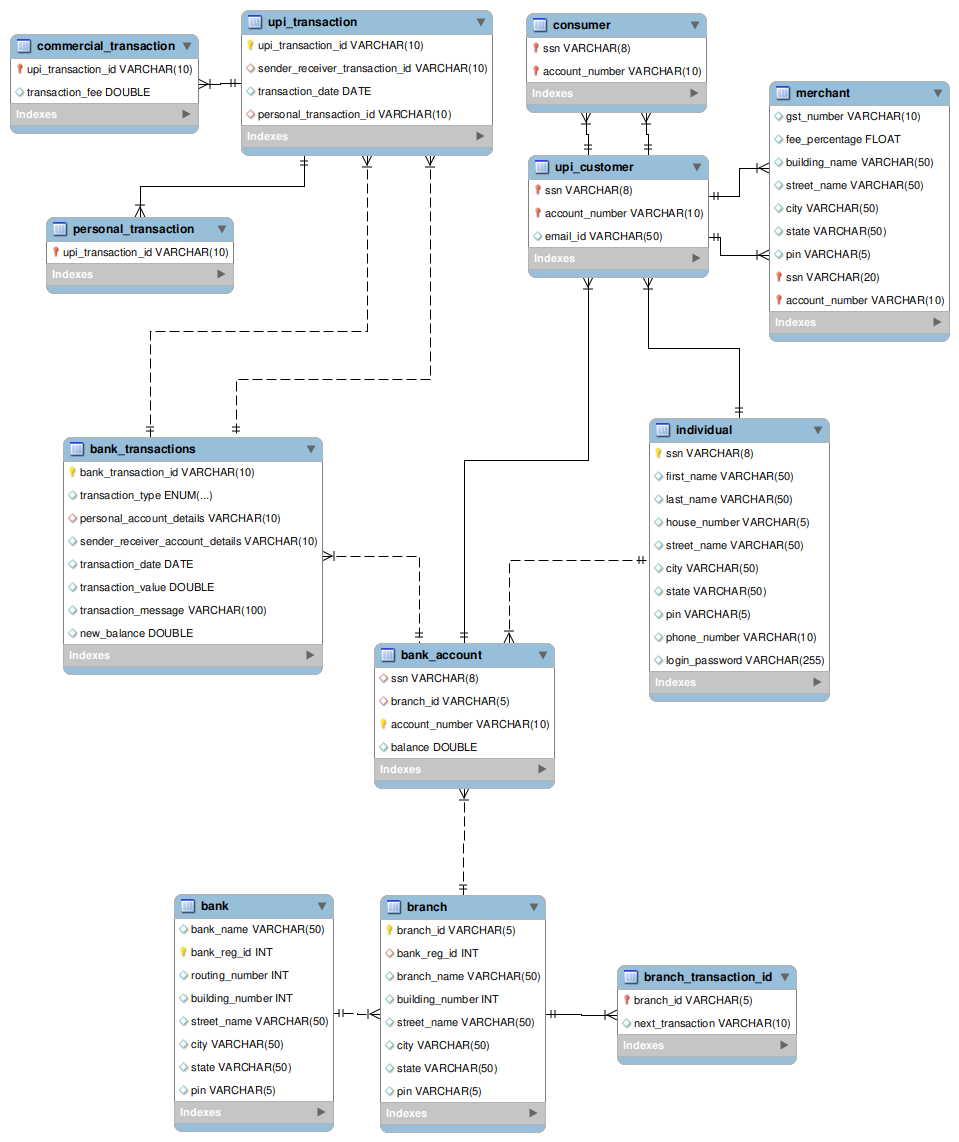 commercial_transaction
upi_transaction_id VARCHAR(10)
transaction_fee DOUBLE
Indexes
upi_transaction
upi_transaction_id VARCHAR(10)
sender_receiver_transaction_id VARCHAR(10)
transaction_date DATE
personal_transaction_id VARCHAR(10)
Indexes
consumer
ssn VARCHAR(8)
account_number VARCHAR(10)
Indexes
merchant
gst_number VARCHAR(10)
fee_percentage FLOAT
building_name VARCHAR(50)
street_name VARCHAR(50)
city VARCHAR(50)
state VARCHAR(50)
pin VARCHAR(5)
ssn VARCHAR(20)
account_number VARCHAR(10)
Indexes
upi_customer
ssn VARCHAR(8)
account_number VARCHAR(10)
email_id VARCHAR(50)
Indexes
personal_transaction
upi_transaction_id VARCHAR(10)
Indexes
bank_transactions
bank_transaction_id VARCHAR(10)
transaction_type ENUM(...)
personal_account_details VARCHAR(10)
sender_receiver_account_details VARCHAR(10)
transaction_date DATE
transaction_value DOUBLE
transaction_message VARCHAR(100)
new_balance DOUBLE
Indexes
individual
ssn VARCHAR(8)
first_name VARCHAR(50)
last_name VARCHAR(50)
house_number VARCHAR(5)
street_name VARCHAR(50)
city VARCHAR(50)
state VARCHAR(50)
pin VARCHAR(5)
phone_number VARCHAR(10)
login_password VARCHAR(255)
Indexes
bank_account
ssn VARCHAR(8)
branch_id VARCHAR(5)
account_number VARCHAR(10)
balance DOUBLE
Indexes
bank
bank_name VARCHAR(50)
bank_reg_id INT
routing_number INT
building_number INT
street_name VARCHAR(50)
city VARCHAR(50)
state VARCHAR(50)
pin VARCHAR(5)
Indexes
branch
branch_id VARCHAR(5)
bank_reg_id INT
branch_name VARCHAR(50)
building_number INT
street_name VARCHAR(50)
city VARCHAR(50)
state VARCHAR(50)
pin VARCHAR(5)
Indexes
branch_transaction_id
branch_id VARCHAR(5)
next_transaction VARCHAR(10)
Indexes